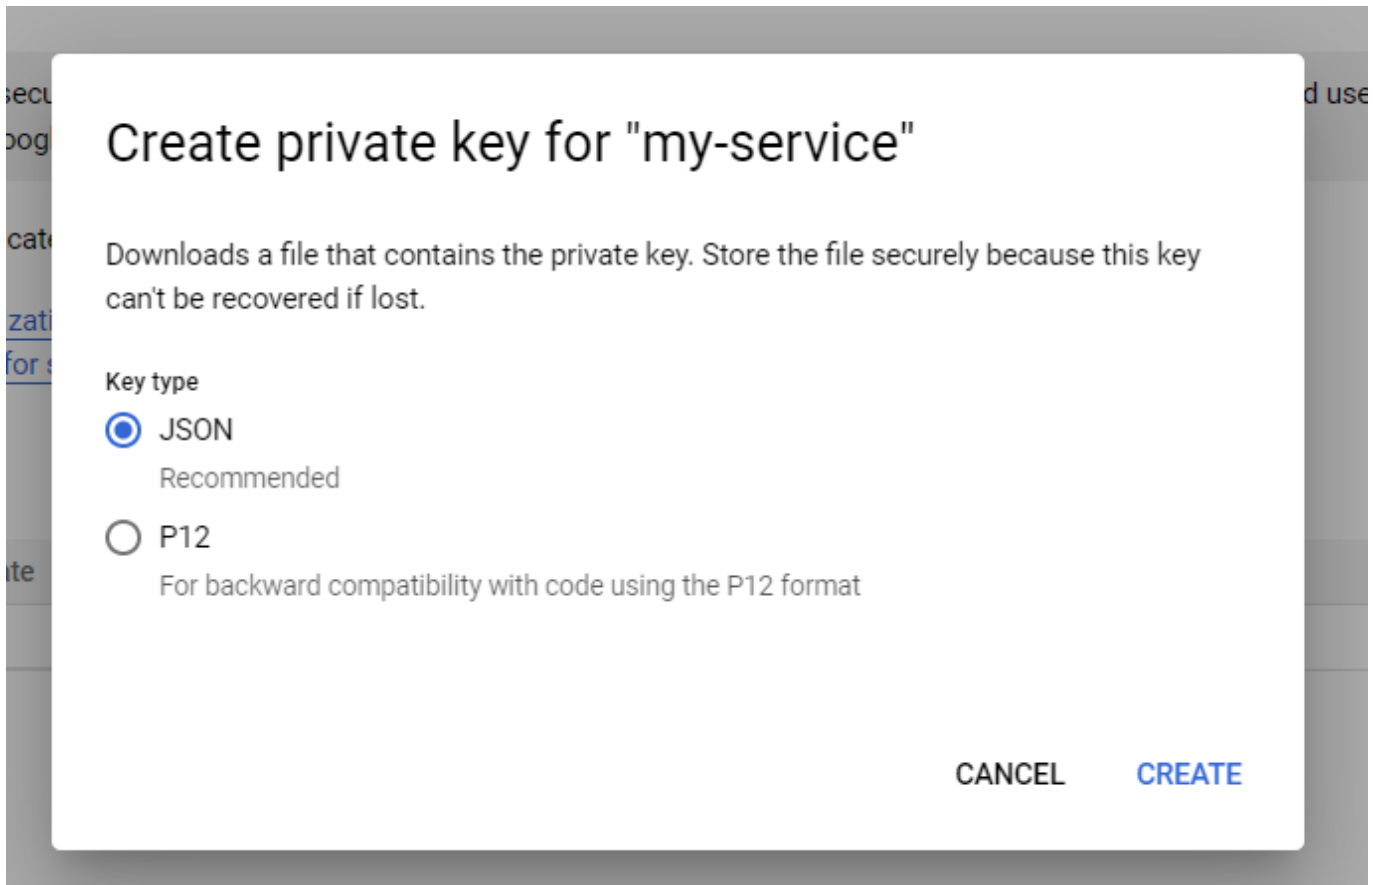 Create private key for "my-service"
Downloads a file that contains the private key. Store the file securely because this key
can't be recovered if lost.
Key type
JSON
Recommended
P12
For backward compatibility with code using the P12 format
CANCEL
CREATE